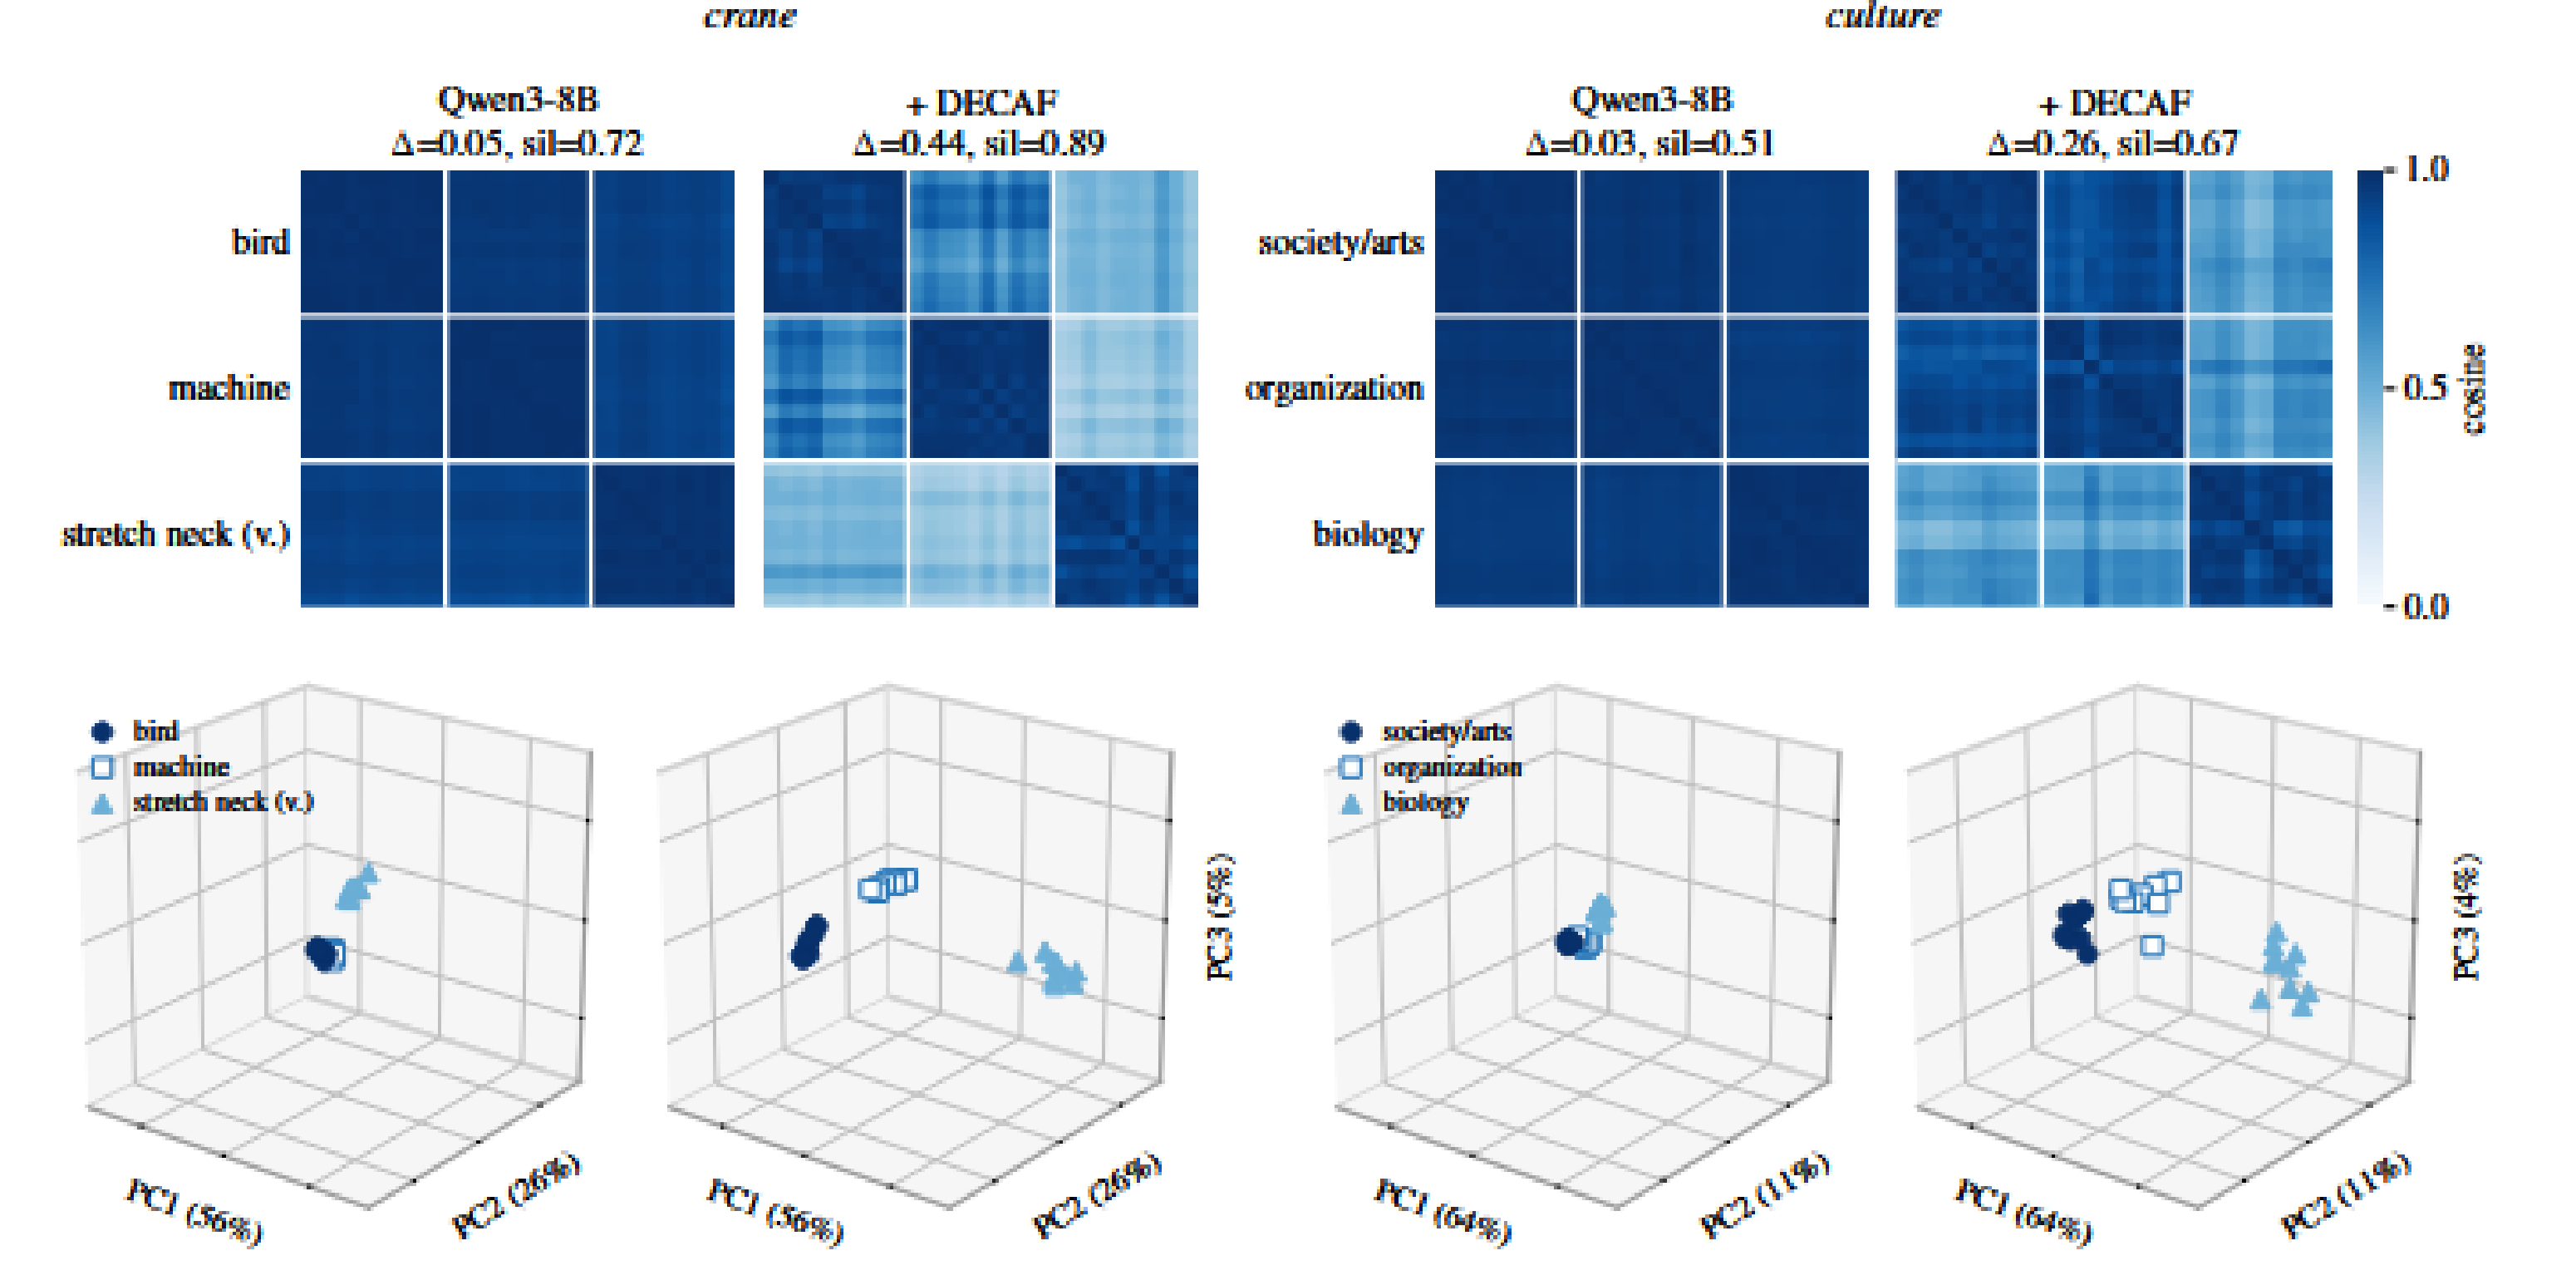 crane
culture
Qwen3-8B
Δ=0.05, sil=0.72
+ DECAF
Δ=0.44, sil=0.89
Qwen3-8B
Δ=0.03, sil=0.51
+ DECAF
Δ=0.26, sil=0.67
bird
machine
stretch neck (v.)
society/arts
organization
biology
1.0
0.5
0.0
cosine
bird
machine
stretch neck (v.)
PC1 (56%)
PC2 (26%)
PC1 (56%)
PC2 (26%)
PC3 (5%)
society/arts
organization
biology
PC1 (64%)
PC2 (11%)
PC1 (64%)
PC2 (11%)
PC3 (4%)